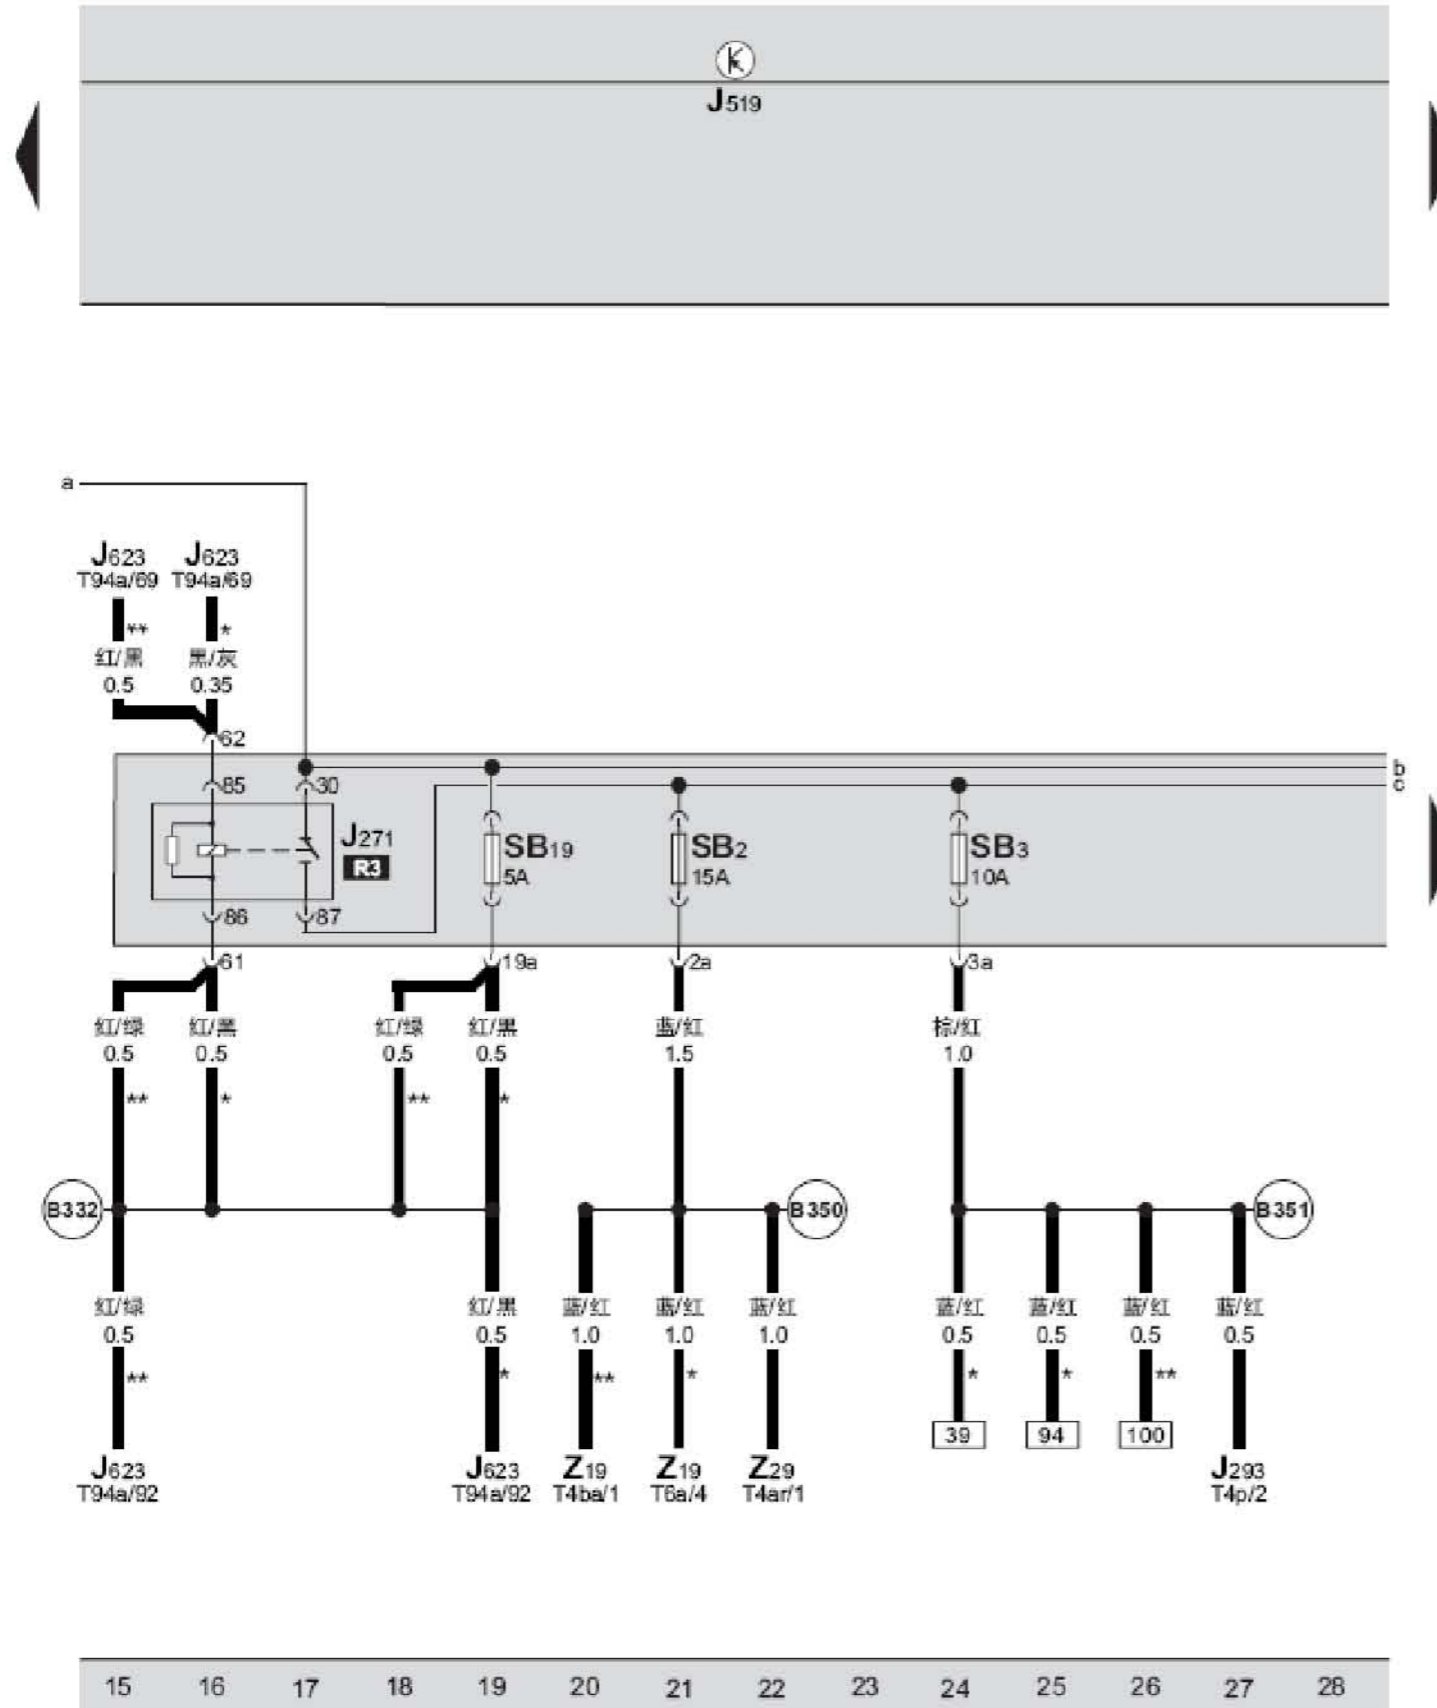 J519
a
J623 J623
T94a/69 T94a/69
** *
红/黑 黑/灰
0.5 0.35
62
b
85 30 c
J271 SB19 SB2 SB3
R3 5A 15A 10A
86 87
61 19a 2a 3a
红/绿 红/黑 红/绿 红/黑 蓝/红 棕/红
0.5 0.5 0.5 0.5 1.5 1.0
** * ** *
B332 B350 B351
红/绿 红/黑 蓝/红 蓝/红 蓝/红 蓝/红 蓝/红 蓝/红 蓝/红
0.5 0.5 1.0 1.0 1.0 0.5 0.5 0.5 0.5
** * ** * * * **
39 94 100
J623 J623 Z19 Z19 Z29 J293
T94a/92 T94a/92 T4ba/1 T6a/4 T4ar/1 T4p/2
15 16 17 18 19 20 21 22 23 24 25 26 27 28